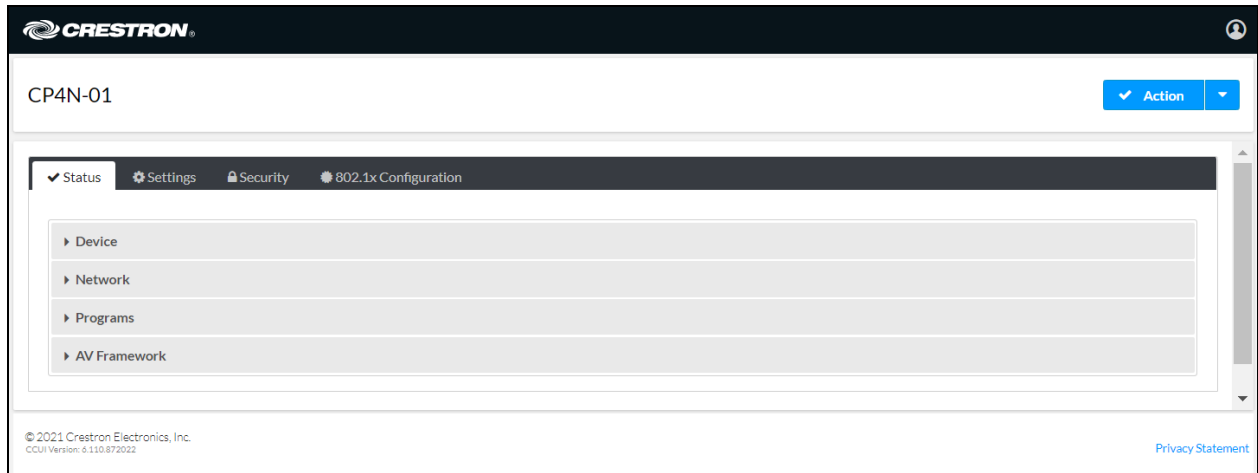 CRESTRON®
CP4N-01
Action
Status Settings Security 802.1x Configuration
Device
Network
Programs
AV Framework
© 2021 Crestron Electronics, Inc.
CCUI Version: 6.110.872022
Privacy Statement